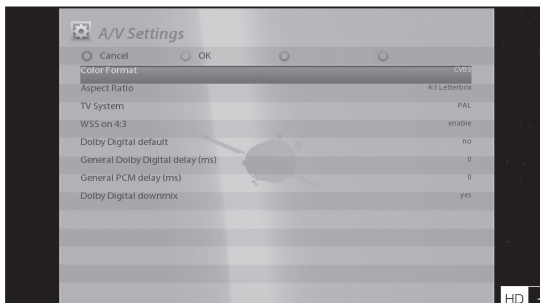 A/V Settings
Cancel OK
Color Format CVBS
Aspect Ratio 4:3 Letterbox
TV System PAL
WSS on 4:3 enable
Dolby Digital default no
General Dolby Digital delay (ms) 0
General PCM delay (ms) 0
Dolby Digital downmix yes
HD